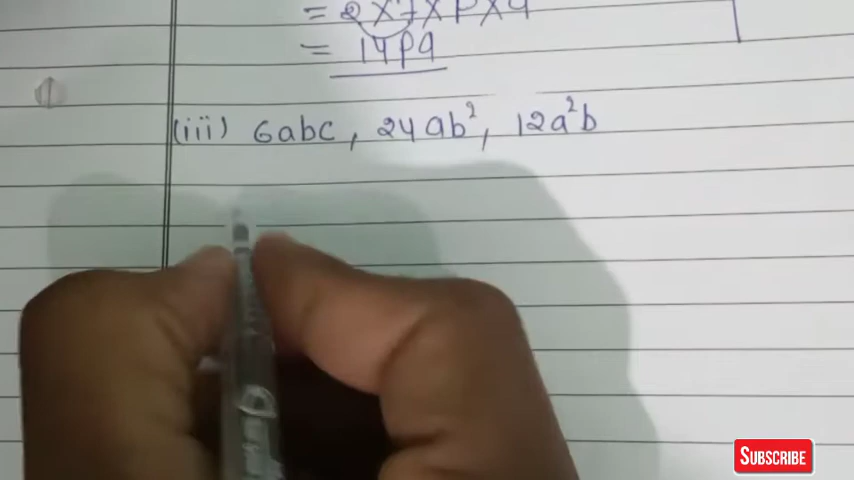 = 2×7×p×q
= 14pq
(iii) 6abc, 24ab², 12a²b
SUBSCRIBE